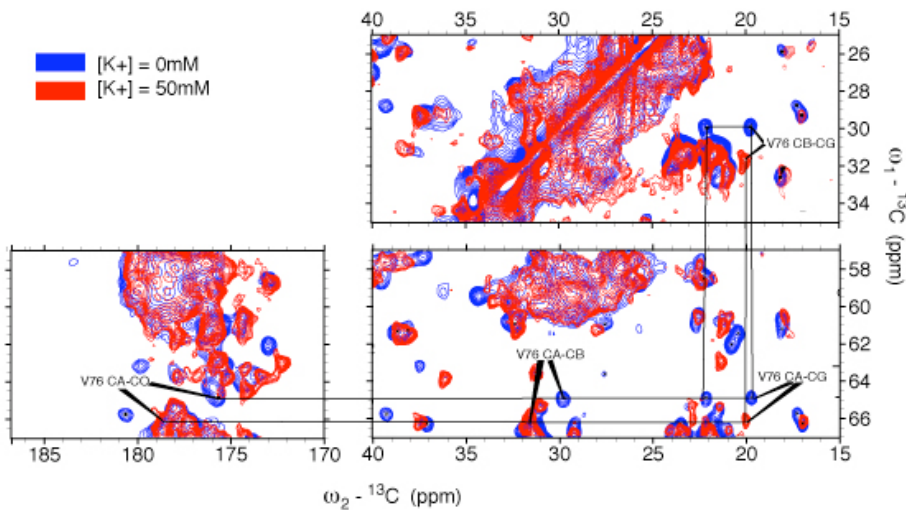 40 35 30 25 20 15
[K+] = 0mM
[K+] = 50mM
26
28
30
32
34
V76 CB-CG
ω1 - 13C (ppm)
58
60
62
64
66
V76 CA-CB
V76 CA-CO
V76 CA-CG
185 180 175 170
40 35 30 25 20 15
ω2 - 13C (ppm)